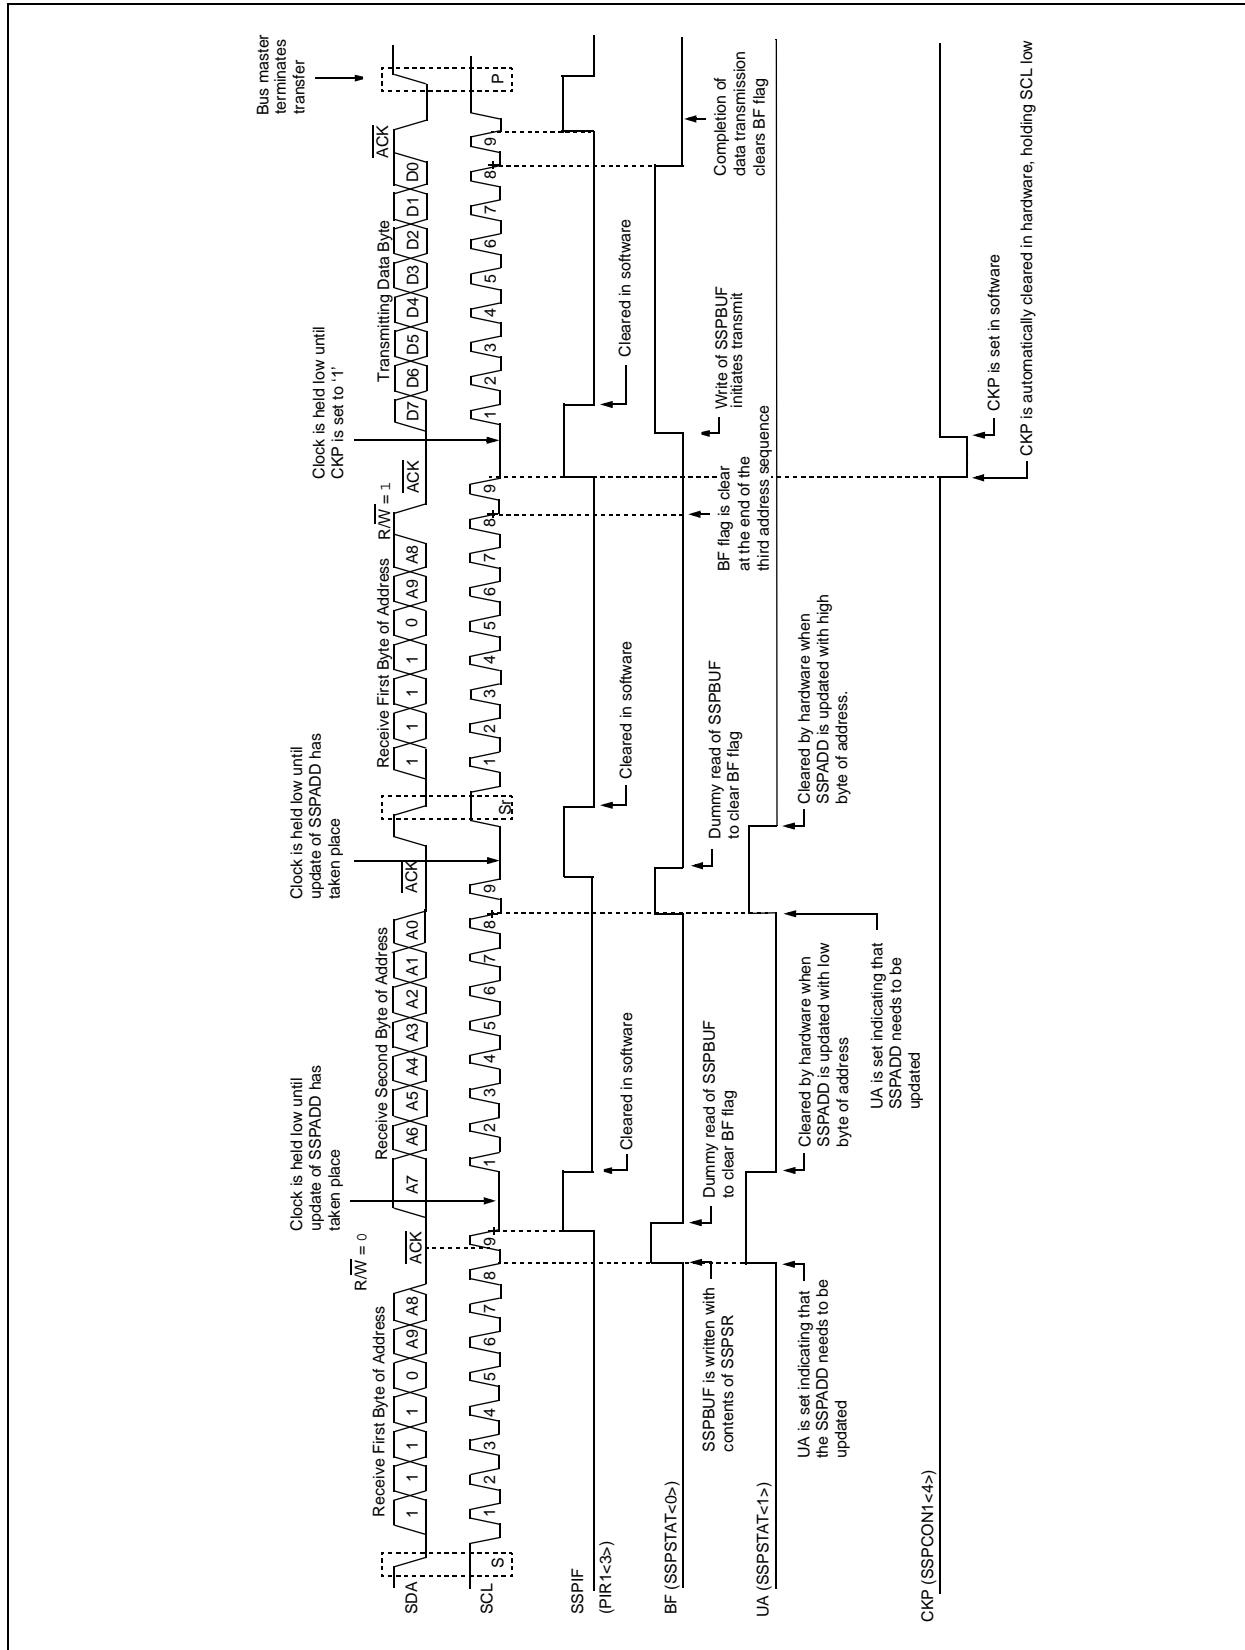 Bus master
terminates
transfer
Clock is held low until
update of SSPADD has
taken place
Clock is held low until
update of SSPADD has
taken place
Clock is held low until
CKP is set to ‘1’
R/W = 0
R/W = 1
Receive First Byte of Address
Receive Second Byte of Address
Receive First Byte of Address
Transmitting Data Byte
ACK
ACK
ACK
ACK
SDA
1 1 1 1 0 A9 A8
A7 A6 A5 A4 A3 A2 A1 A0
1 1 1 1 0 A9 A8
D7 D6 D5 D4 D3 D2 D1 D0
SCL
S 1 2 3 4 5 6 7 8 9
1 2 3 4 5 6 7 8 9
Sr 1 2 3 4 5 6 7 8 9
1 2 3 4 5 6 7 8 9 P
SSPIF
(PIR1<3>)
Cleared in software
Cleared in software
Cleared in software
BF (SSPSTAT<0>)
SSPBUF is written with
contents of SSPSR
Dummy read of SSPBUF
to clear BF flag
Dummy read of SSPBUF
to clear BF flag
BF flag is clear
at the end of the
third address sequence
Write of SSPBUF
initiates transmit
Completion of
data transmission
clears BF flag
UA (SSPSTAT<1>)
UA is set indicating that
the SSPADD needs to be
updated
Cleared by hardware when
SSPADD is updated with low
byte of address
UA is set indicating that
SSPADD needs to be
updated
Cleared by hardware when
SSPADD is updated with high
byte of address.
CKP (SSPCON1<4>)
CKP is set in software
CKP is automatically cleared in hardware, holding SCL low